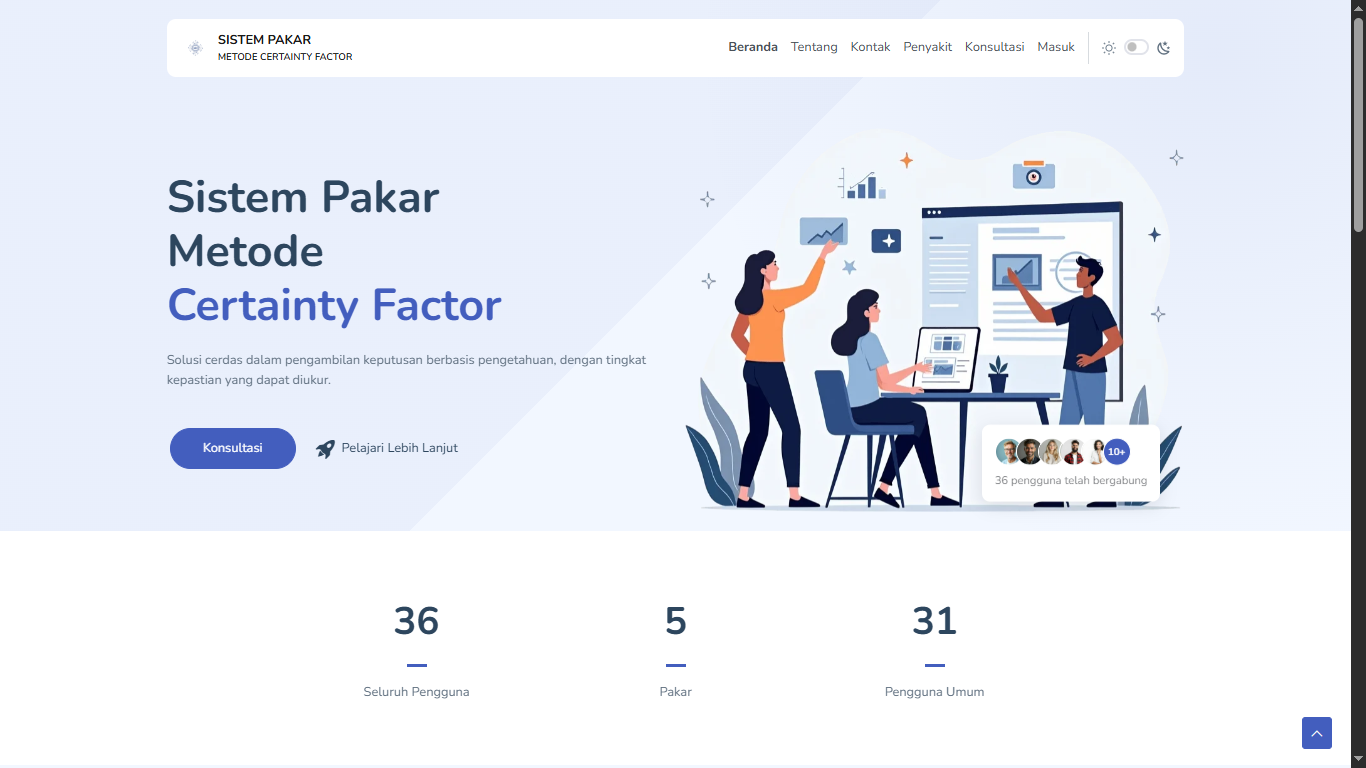 SISTEM PAKAR
METODE CERTAINTY FACTOR
Beranda Tentang Kontak Penyakit Konsultasi Masuk
Sistem Pakar
Metode
Certainty Factor
Solusi cerdas dalam pengambilan keputusan berbasis pengetahuan, dengan tingkat
kepastian yang dapat diukur.
Konsultasi
Pelajari Lebih Lanjut
10+
36 pengguna telah bergabung
36
Seluruh Pengguna
5
Pakar
31
Pengguna Umum